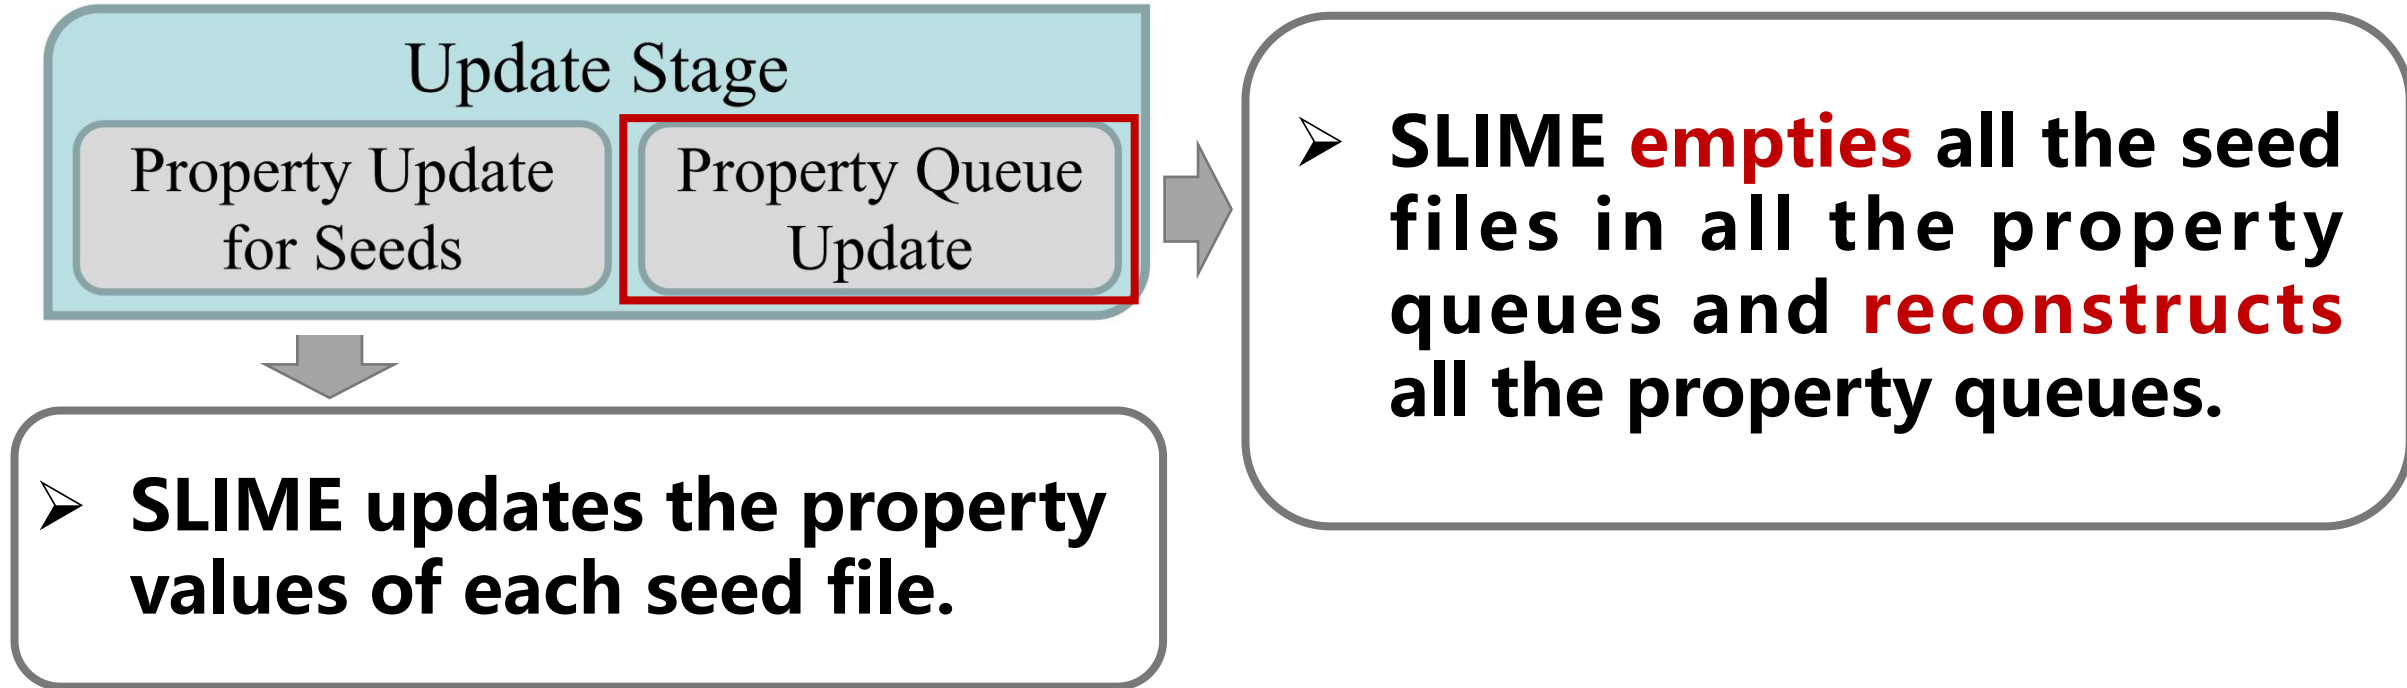 Update Stage
Property Update
for Seeds
Property Queue
Update
➢ SLIME empties all the seed
files in all the property
queues and reconstructs
all the property queues.
➢ SLIME updates the property
values of each seed file.